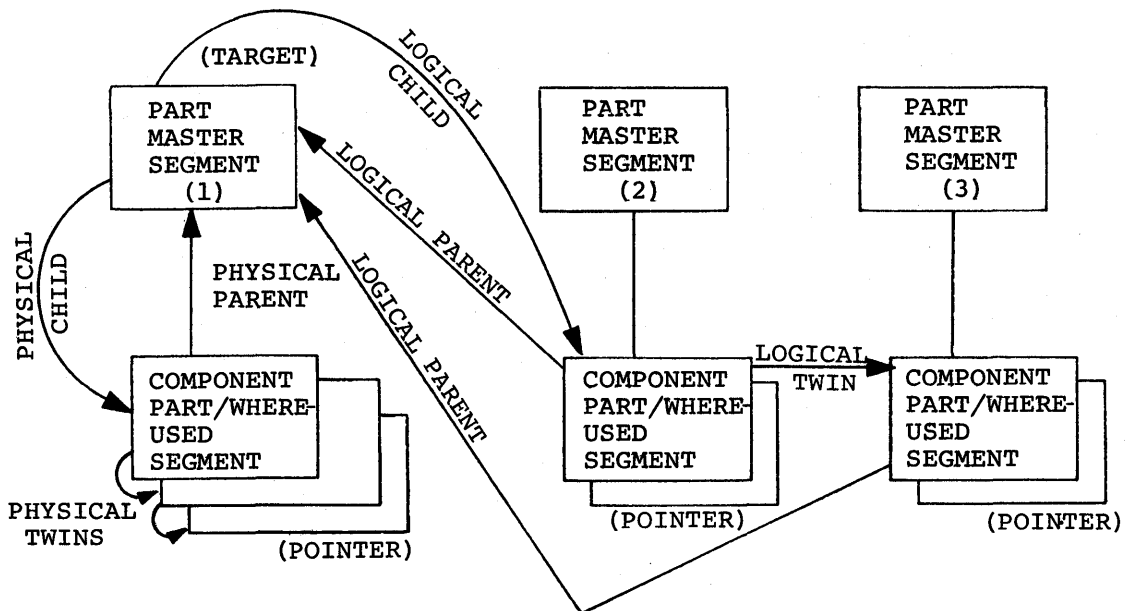 (TARGET)
LOGICAL
CHILD
PART
MASTER
SEGMENT
(1)
PART
MASTER
SEGMENT
(2)
PART
MASTER
SEGMENT
(3)
LOGICAL PARENT
LOGICAL PARENT
PHYSICAL
CHILD
PHYSICAL
PARENT
COMPONENT
PART/WHERE-
USED
SEGMENT
PHYSICAL
TWINS
(POINTER)
COMPONENT
PART/WHERE-
USED
SEGMENT
(POINTER)
LOGICAL
TWIN
COMPONENT
PART/WHERE-
USED
SEGMENT
(POINTER)